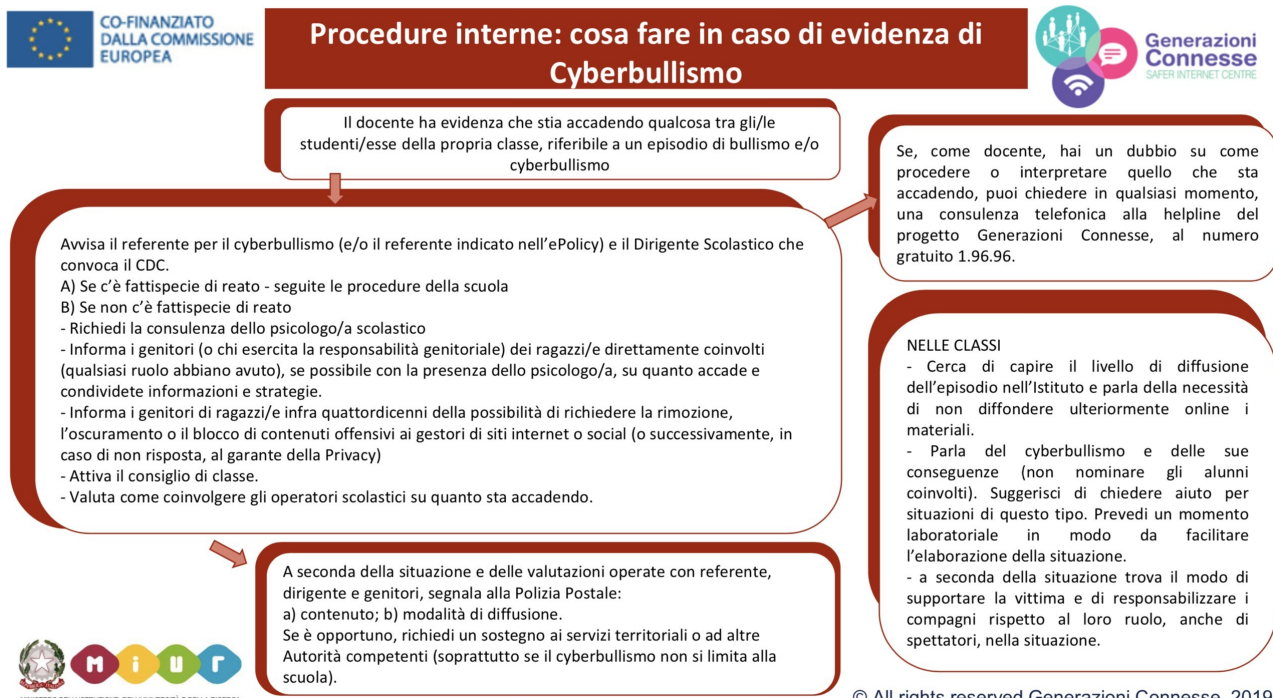 CO-FINANZIATO
DALLA COMMISSIONE
EUROPEA
Procedure interne: cosa fare in caso di evidenza di
Cyberbullismo
Generazioni
Connesse
SAFER INTERNET CENTRE
Il docente ha evidenza che stia accadendo qualcosa tra gli/le
studenti/esse della propria classe, riferibile a un episodio di bullismo e/o
cyberbullismo
Se, come docente, hai un dubbio su come
procedere o interpretare quello che sta
accadendo, puoi chiedere in qualsiasi momento,
una consulenza telefonica alla helpline del
progetto Generazioni Connesse, al numero
gratuito 1.96.96.
Avvisa il referente per il cyberbullismo (e/o il referente indicato nell'ePolicy) e il Dirigente Scolastico che
convoca il CDC.
A) Se c'è fattispecie di reato - seguite le procedure della scuola
B) Se non c'è fattispecie di reato
- Richiedi la consulenza dello psicologo/a scolastico
- Informa i genitori (o chi esercita la responsabilità genitoriale) dei ragazzi/e direttamente coinvolti
(qualsiasi ruolo abbiano avuto), se possibile con la presenza dello psicologo/a, su quanto accade e
condividete informazioni e strategie.
- Informa i genitori di ragazzi/e infra quattordicenni della possibilità di richiedere la rimozione,
l'oscuramento o il blocco di contenuti offensivi ai gestori di siti internet o social (o successivamente, in
caso di non risposta, al garante della Privacy)
- Attiva il consiglio di classe.
- Valuta come coinvolgere gli operatori scolastici su quanto sta accadendo.
NELLE CLASSI
- Cerca di capire il livello di diffusione
dell'episodio nell'Istituto e parla della necessità
di non diffondere ulteriormente online i
materiali.
- Parla del cyberbullismo e delle sue
conseguenze (non nominare gli alunni
coinvolti). Suggerisci di chiedere aiuto per
situazioni di questo tipo. Prevedi un momento
laboratoriale in modo da facilitare
l'elaborazione della situazione.
- a seconda della situazione trova il modo di
supportare la vittima e di responsabilizzare i
compagni rispetto al loro ruolo, anche di
spettatori, nella situazione.
A seconda della situazione e delle valutazioni operate con referente,
dirigente e genitori, segnala alla Polizia Postale:
a) contenuto; b) modalità di diffusione.
Se è opportuno, richiedi un sostegno ai servizi territoriali o ad altre
Autorità competenti (soprattutto se il cyberbullismo non si limita alla
scuola).
miur
© All rights reserved Generazioni Connesse 2019